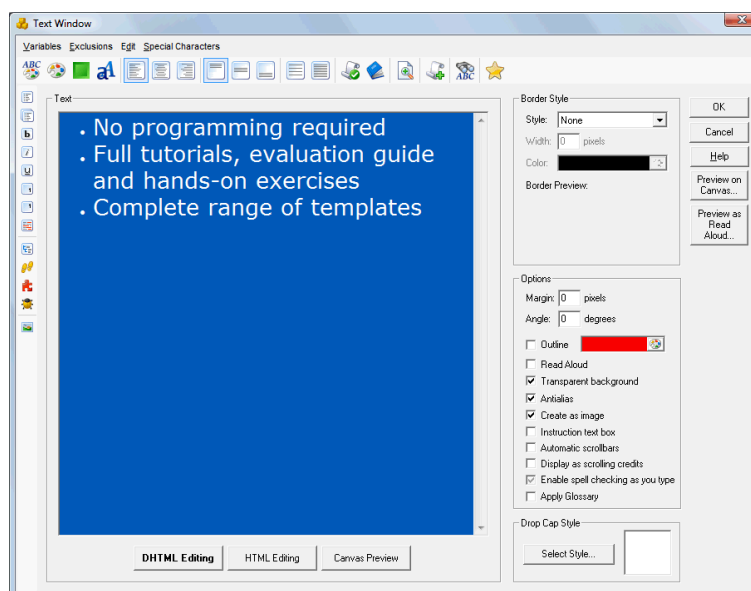 Text Window
Variables Exclusions Edit Special Characters
ABC
a1
ABC
b
i
U
Text
. No programming required
. Full tutorials, evaluation guide
and hands-on exercises
. Complete range of templates
DHTML Editing
HTML Editing
Canvas Preview
Border Style
Style: None
Width: 0 pixels
Color:
Border Preview:
Options
Margin: 0 pixels
Angle: 0 degrees
Outline
Read Aloud
Transparent background
Antialias
Create as image
Instruction text box
Automatic scrollbars
Display as scrolling credits
Enable spell checking as you type
Apply Glossary
Drop Cap Style
Select Style...
OK
Cancel
Help
Preview on
Canvas...
Preview as
Read
Aloud...